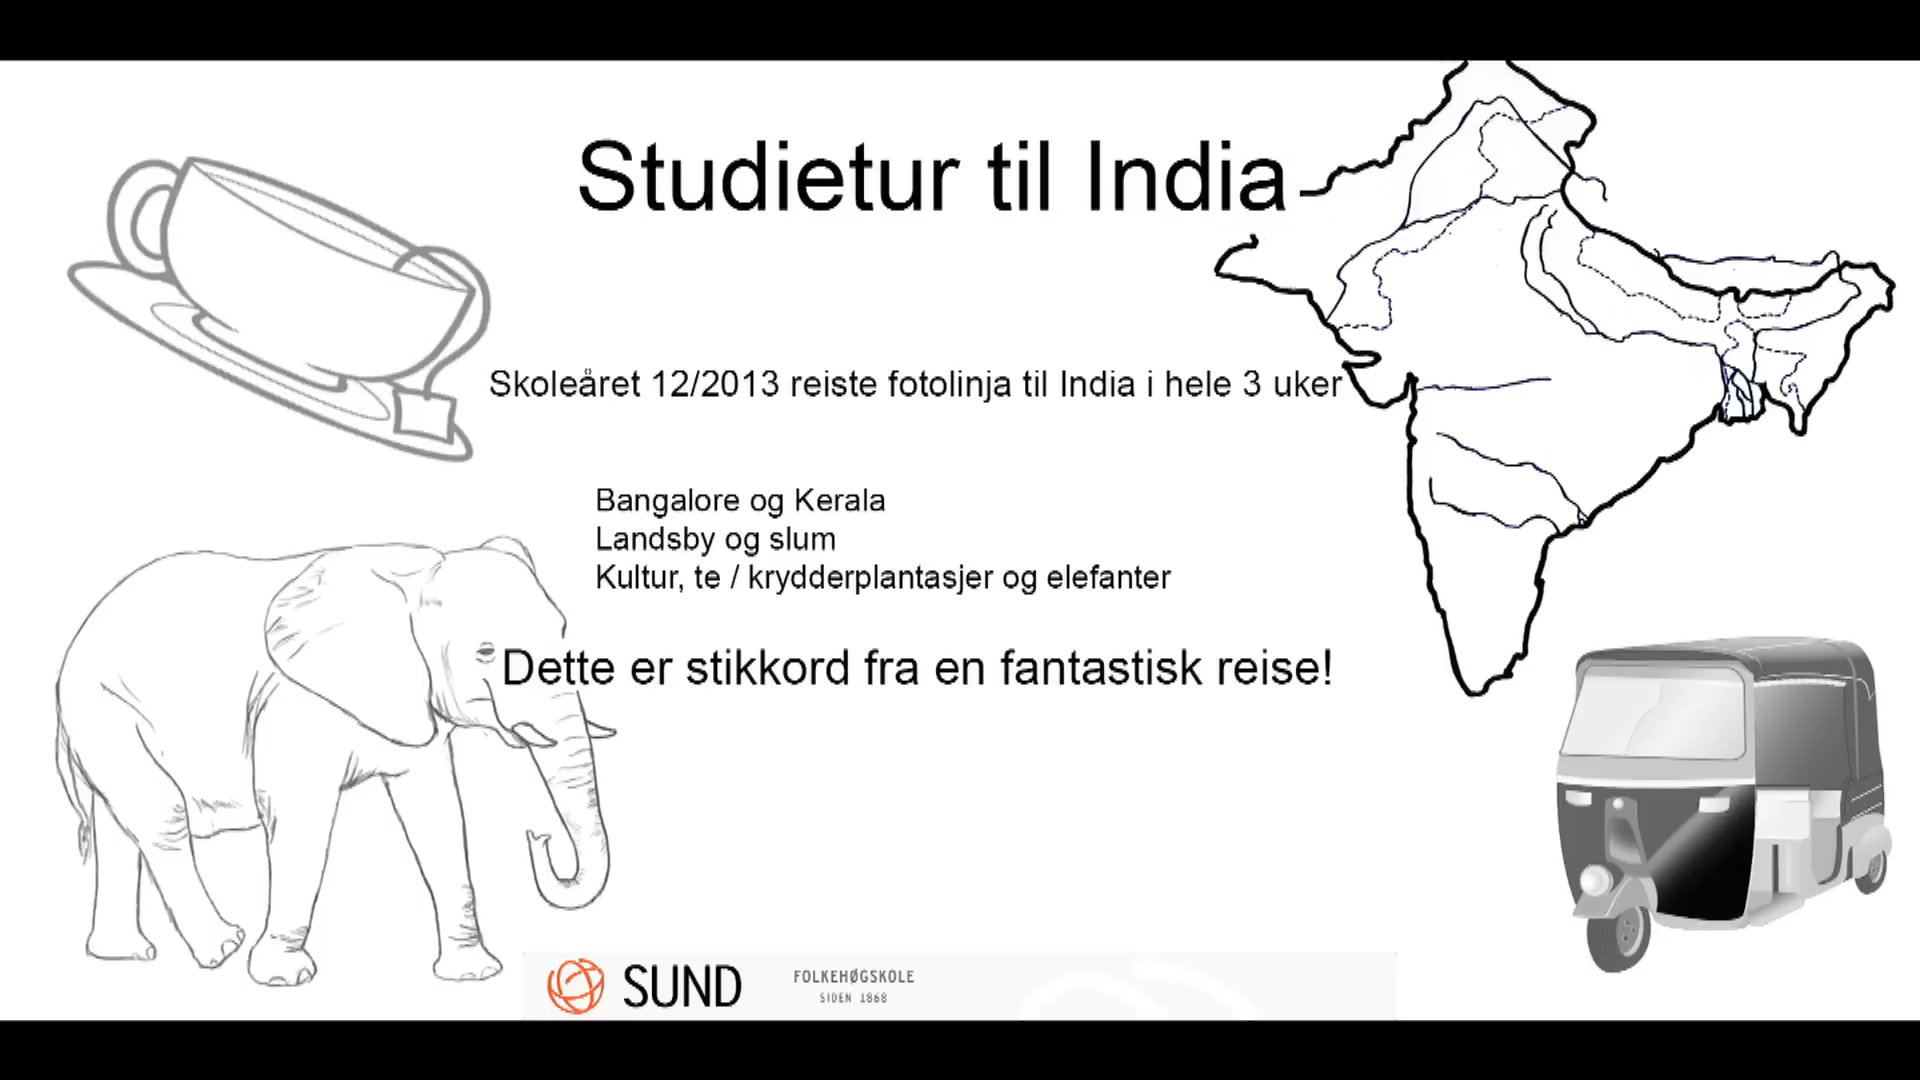 Studietur til India
Skoleåret 12/2013 reiste fotolinja til India i hele 3 uker
Bangalore og Kerala
Landsby og slum
Kultur, te / krydderplantasjer og elefanter
Dette er stikkord fra en fantastisk reise!
SUND
FOLKEHØGSKOLE
SIDEN 1868